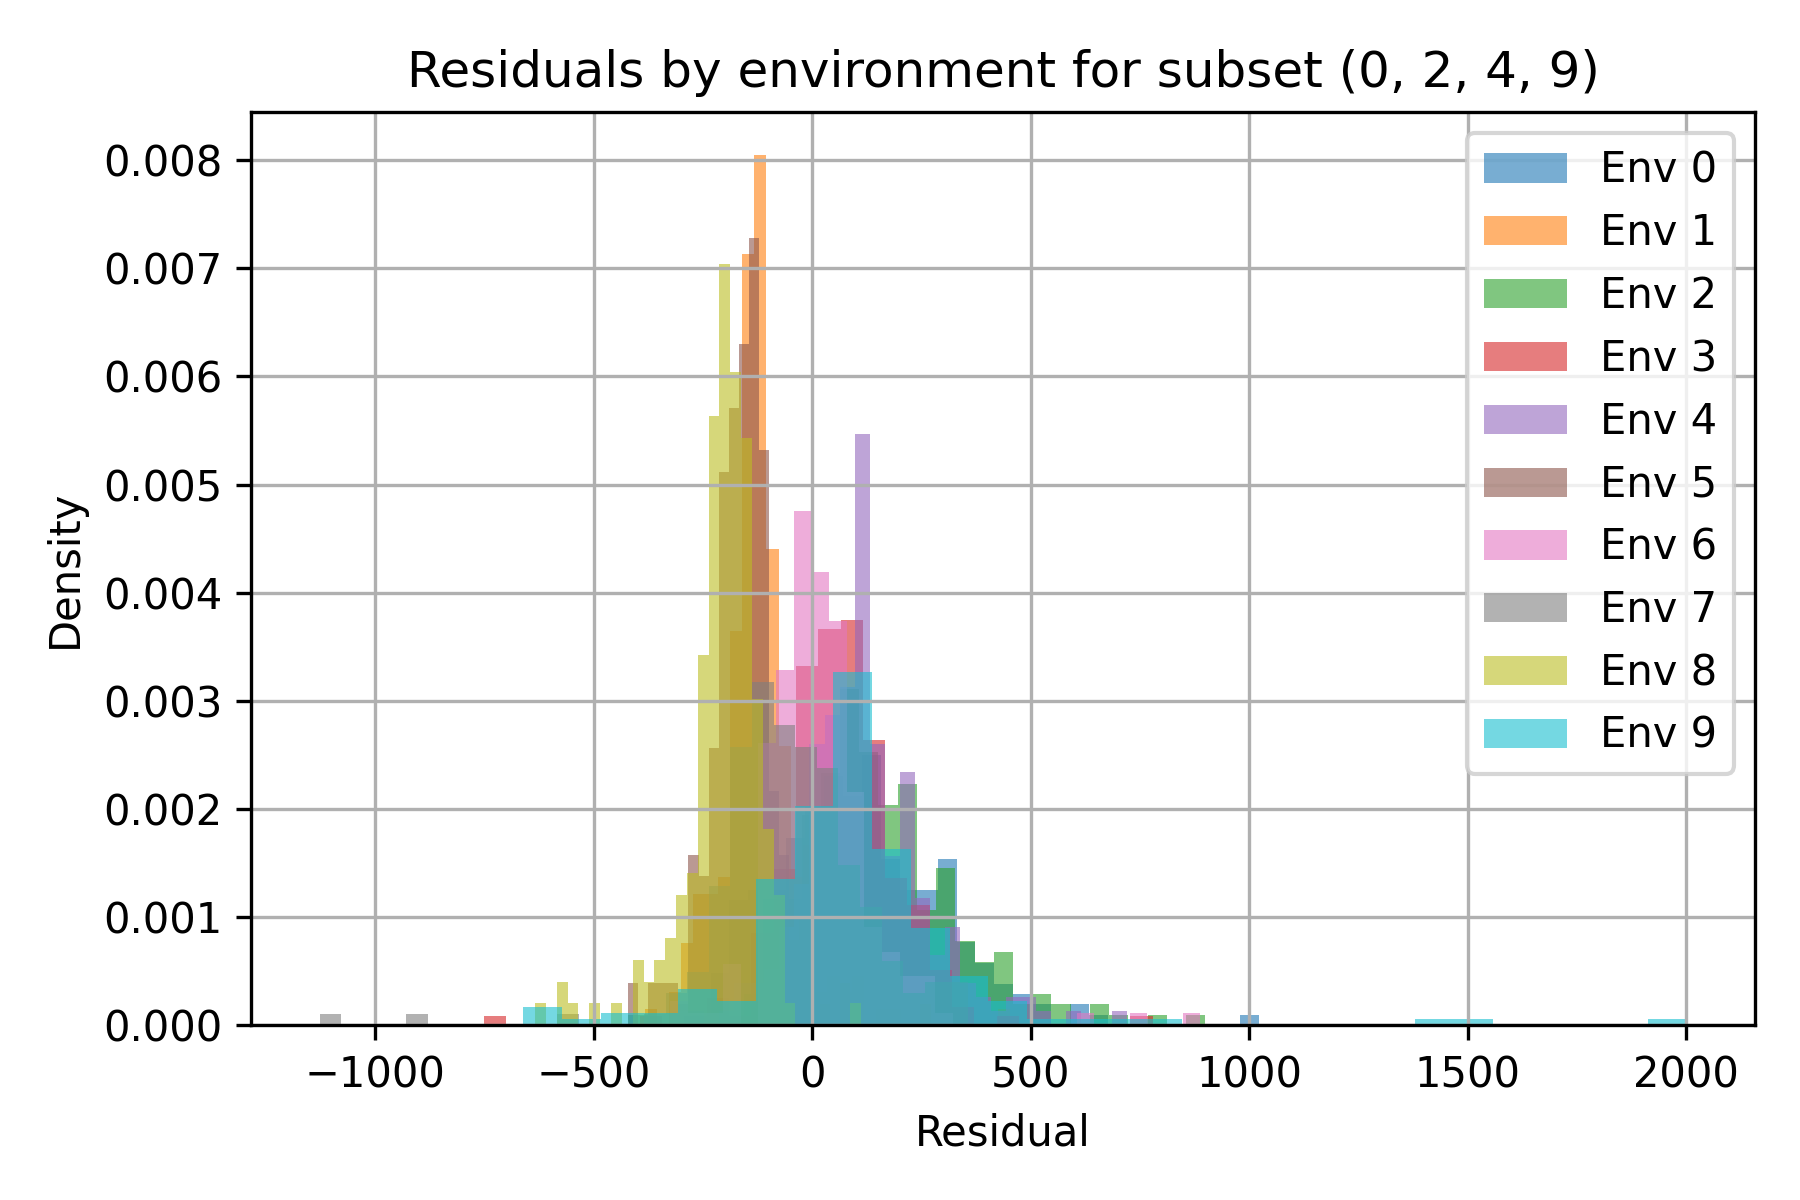 Residuals by environment for subset (0, 2, 4, 9)
0.008
0.007
0.006
0.005
0.004
0.003
0.002
0.001
0.000
Density
Env 0
Env 1
Env 2
Env 3
Env 4
Env 5
Env 6
Env 7
Env 8
Env 9
−1000 −500 0 500 1000 1500 2000
Residual